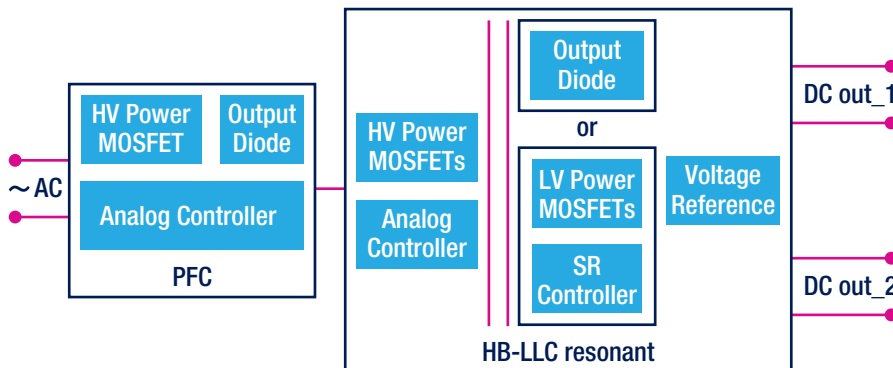 HV Power
MOSFET
Output
Diode
~ AC
Analog Controller
PFC
HV Power
MOSFETs
Analog
Controller
Output
Diode
or
LV Power
MOSFETs
SR
Controller
Voltage
Reference
HB-LLC resonant
DC out_1
DC out_2